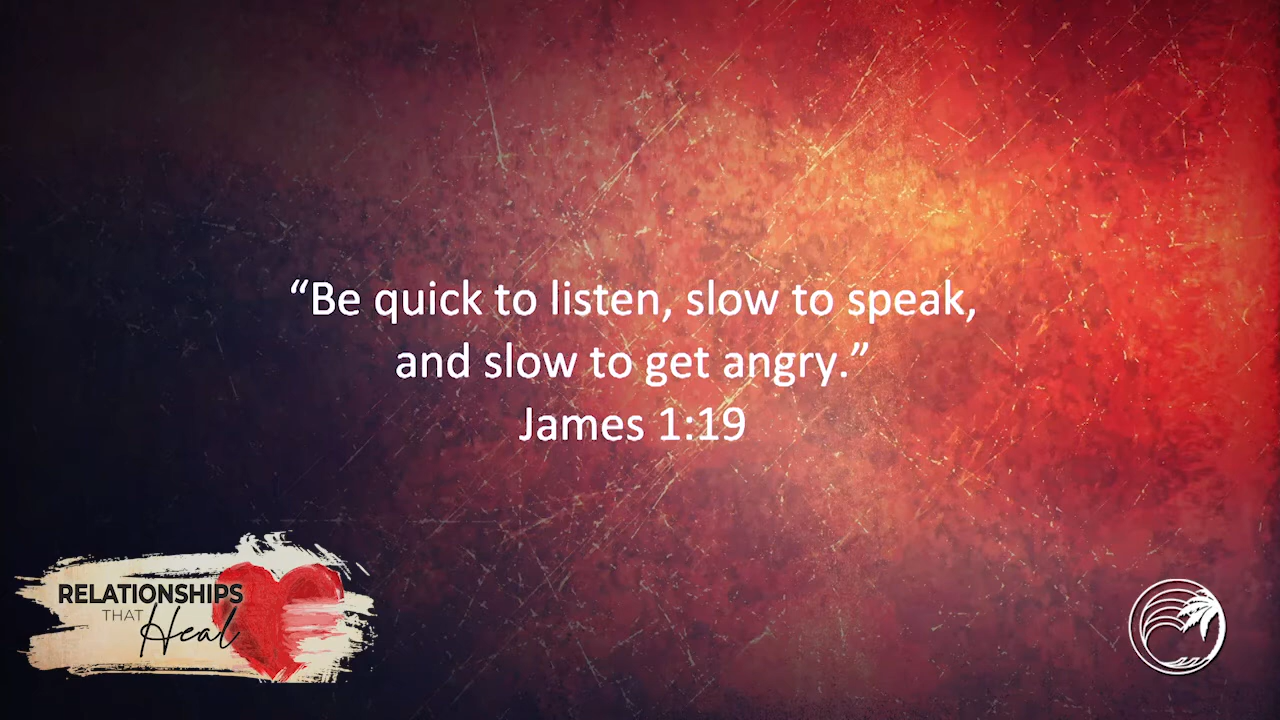 “Be quick to listen, slow to speak,
and slow to get angry.”
James 1:19
RELATIONSHIPS
THAT
Heal